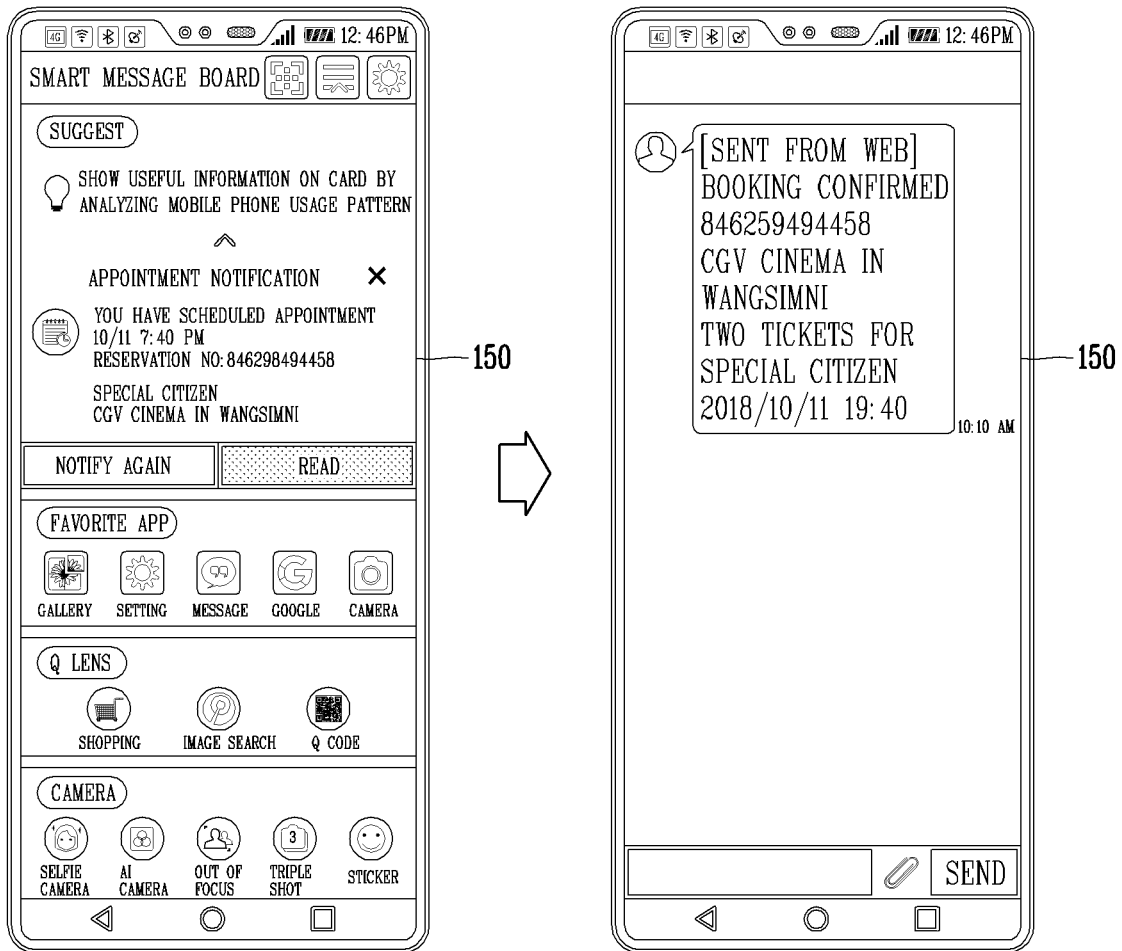 4G
12:46PM
SMART MESSAGE BOARD
SUGGEST
SHOW USEFUL INFORMATION ON CARD BY
ANALYZING MOBILE PHONE USAGE PATTERN
APPOINTMENT NOTIFICATION
YOU HAVE SCHEDULED APPOINTMENT
10/11 7:40 PM
RESERVATION NO:846298494458
SPECIAL CITIZEN
CGV CINEMA IN WANGSIMNI
150
NOTIFY AGAIN READ
FAVORITE APP
GALLERY SETTING MESSAGE GOOGLE CAMERA
Q LENS
SHOPPING IMAGE SEARCH Q CODE
CAMERA
3
SELFIE AI OUT OF TRIPLE STICKER
CAMERA CAMERA FOCUS SHOT
4G
12:46PM
[SENT FROM WEB]
BOOKING CONFIRMED
846259494458
CGV CINEMA IN
WANGSIMNI
TWO TICKETS FOR
SPECIAL CITIZEN
2018/10/11 19:40
10:10 AM
150
SEND